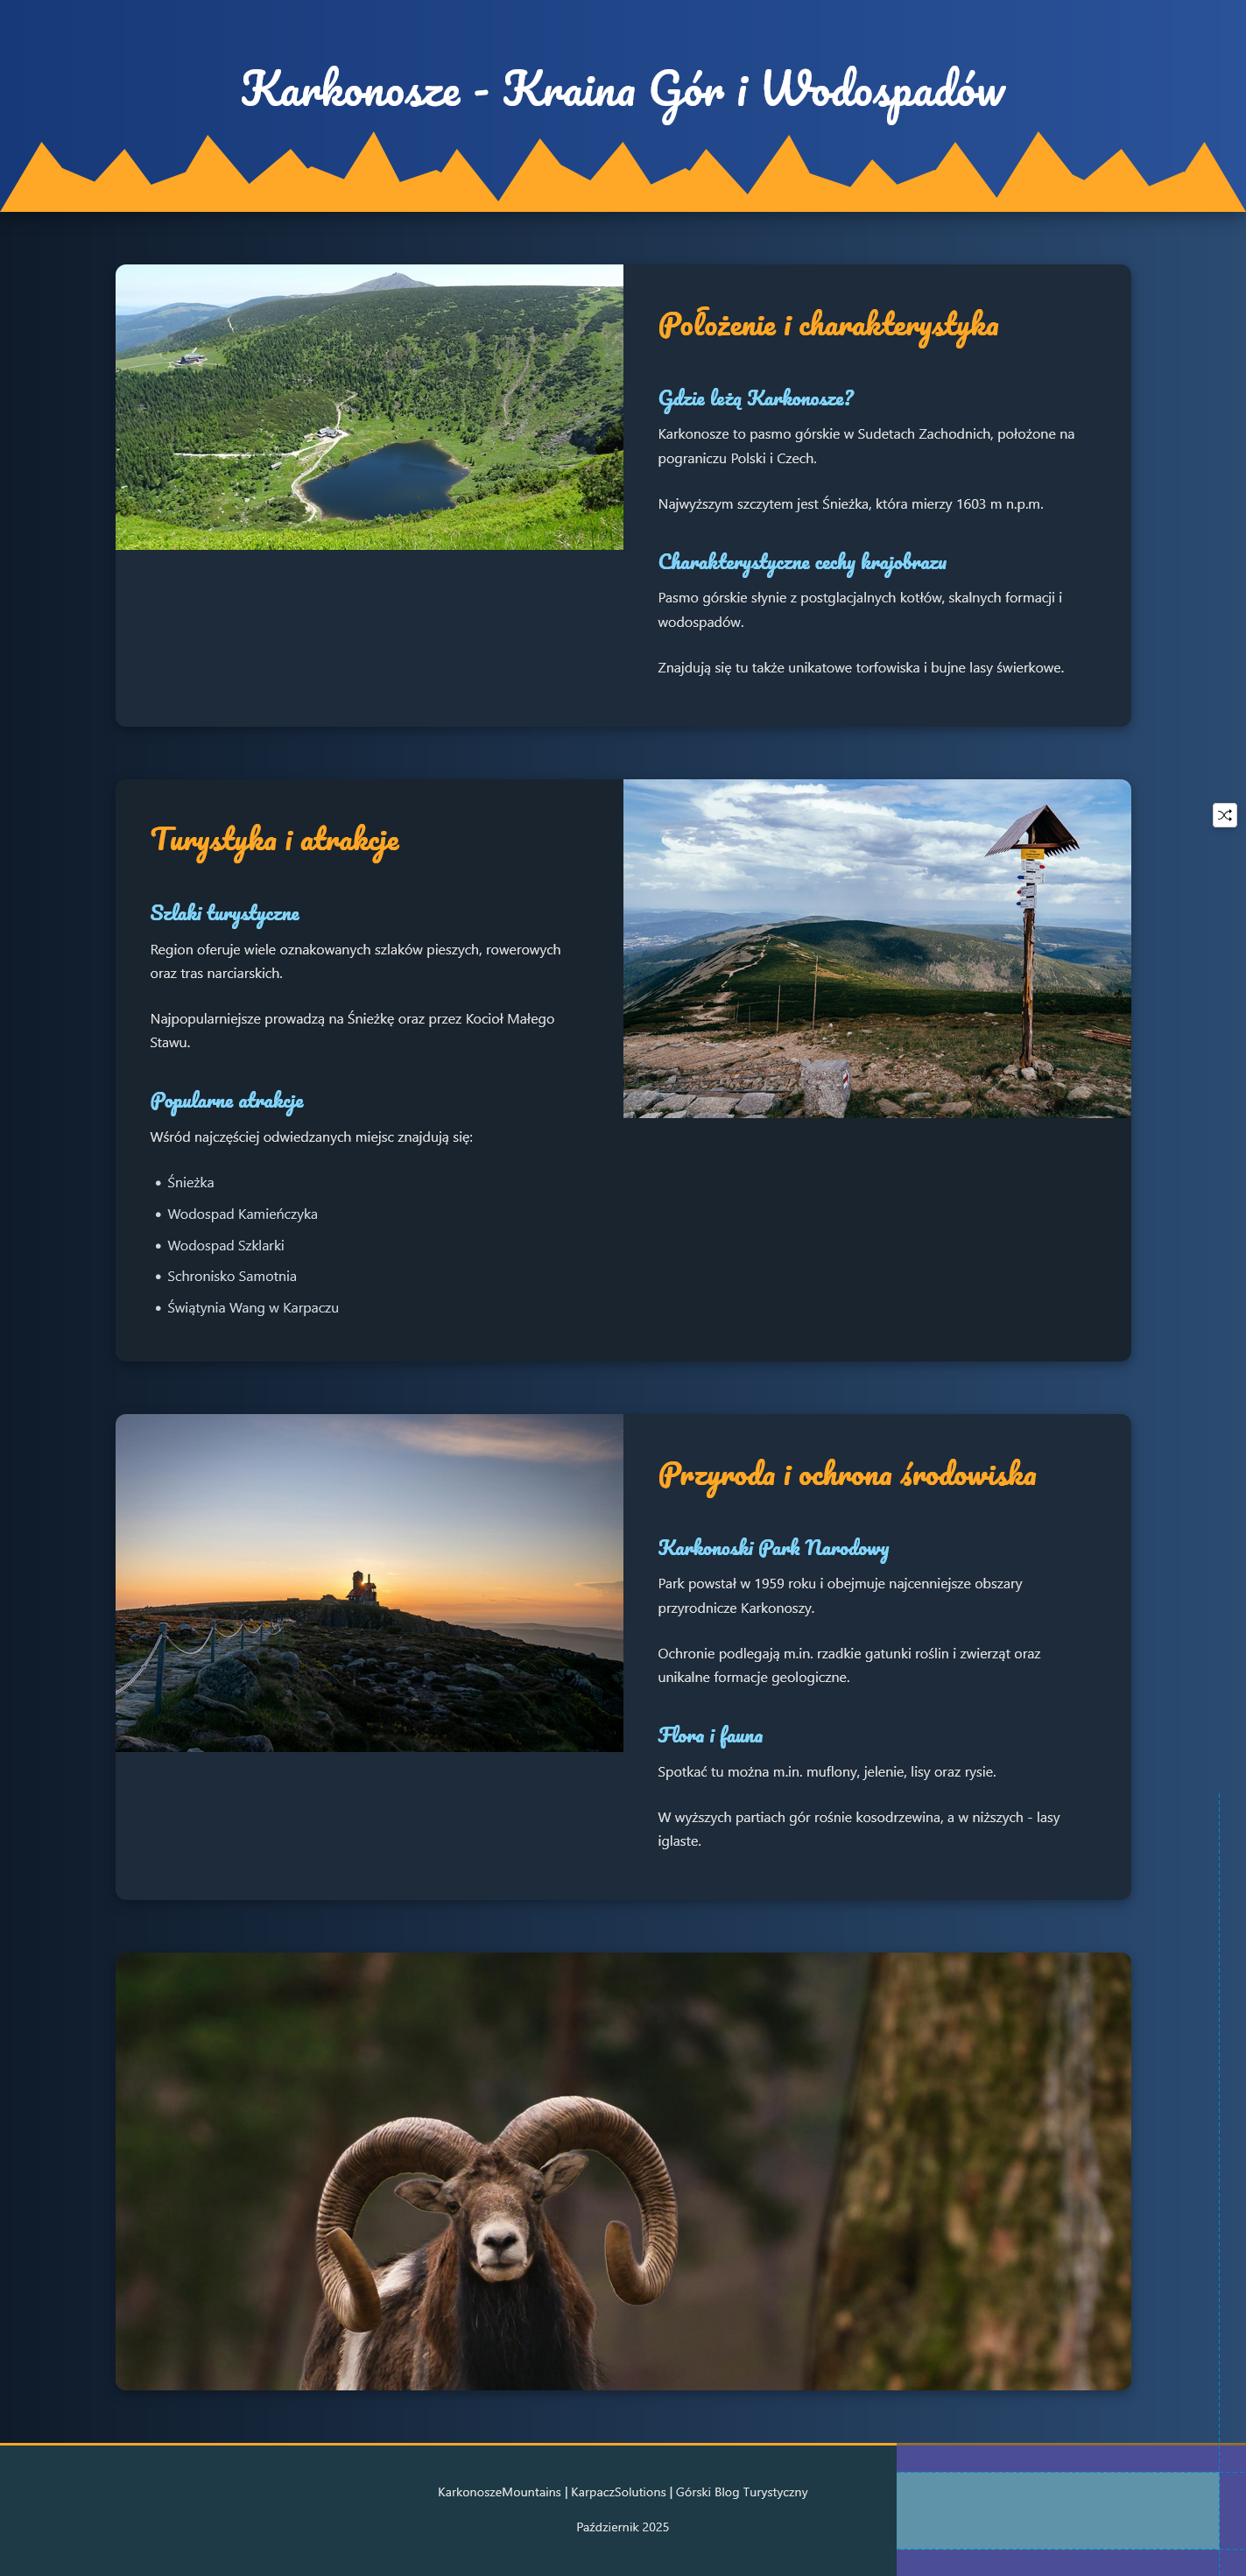 Karkonosze - Kraina Gór i Wodospadów
Położenie i charakterystyka
Gdzie leżą Karkonosze?
Karkonosze to pasmo górskie w Sudetach Zachodnich, położone na
pograniczu Polski i Czech.
Najwyższym szczytem jest Śnieżka, która mierzy 1603 m n.p.m.
Charakterystyczne cechy krajobrazu
Pasmo górskie słynie z postglacjalnych kotłów, skalnych formacji i
wodospadów.
Znajdują się tu także unikatowe torfowiska i bujne lasy świerkowe.
Turystyka i atrakcje
Szlaki turystyczne
Region oferuje wiele oznakowanych szlaków pieszych, rowerowych
oraz tras narciarskich.
Najpopularniejsze prowadzą na Śnieżkę oraz przez Kocioł Małego
Stawu.
Popularne atrakcje
Wśród najczęściej odwiedzanych miejsc znajdują się:
• Śnieżka
• Wodospad Kamieńczyka
• Wodospad Szklarki
• Schronisko Samotnia
• Świątynia Wang w Karpaczu
Przyroda i ochrona środowiska
Karkonoski Park Narodowy
Park powstał w 1959 roku i obejmuje najcenniejsze obszary
przyrodnicze Karkonoszy.
Ochronie podlegają m.in. rzadkie gatunki roślin i zwierząt oraz
unikalne formacje geologiczne.
Flora i fauna
Spotkać tu można m.in. muflony, jelenie, lisy oraz rysie.
W wyższych partiach gór rośnie kosodrzewina, a w niższych - lasy
iglaste.
KarkonoszeMountains | KarpaczSolutions | Górski Blog Turystyczny
Październik 2025